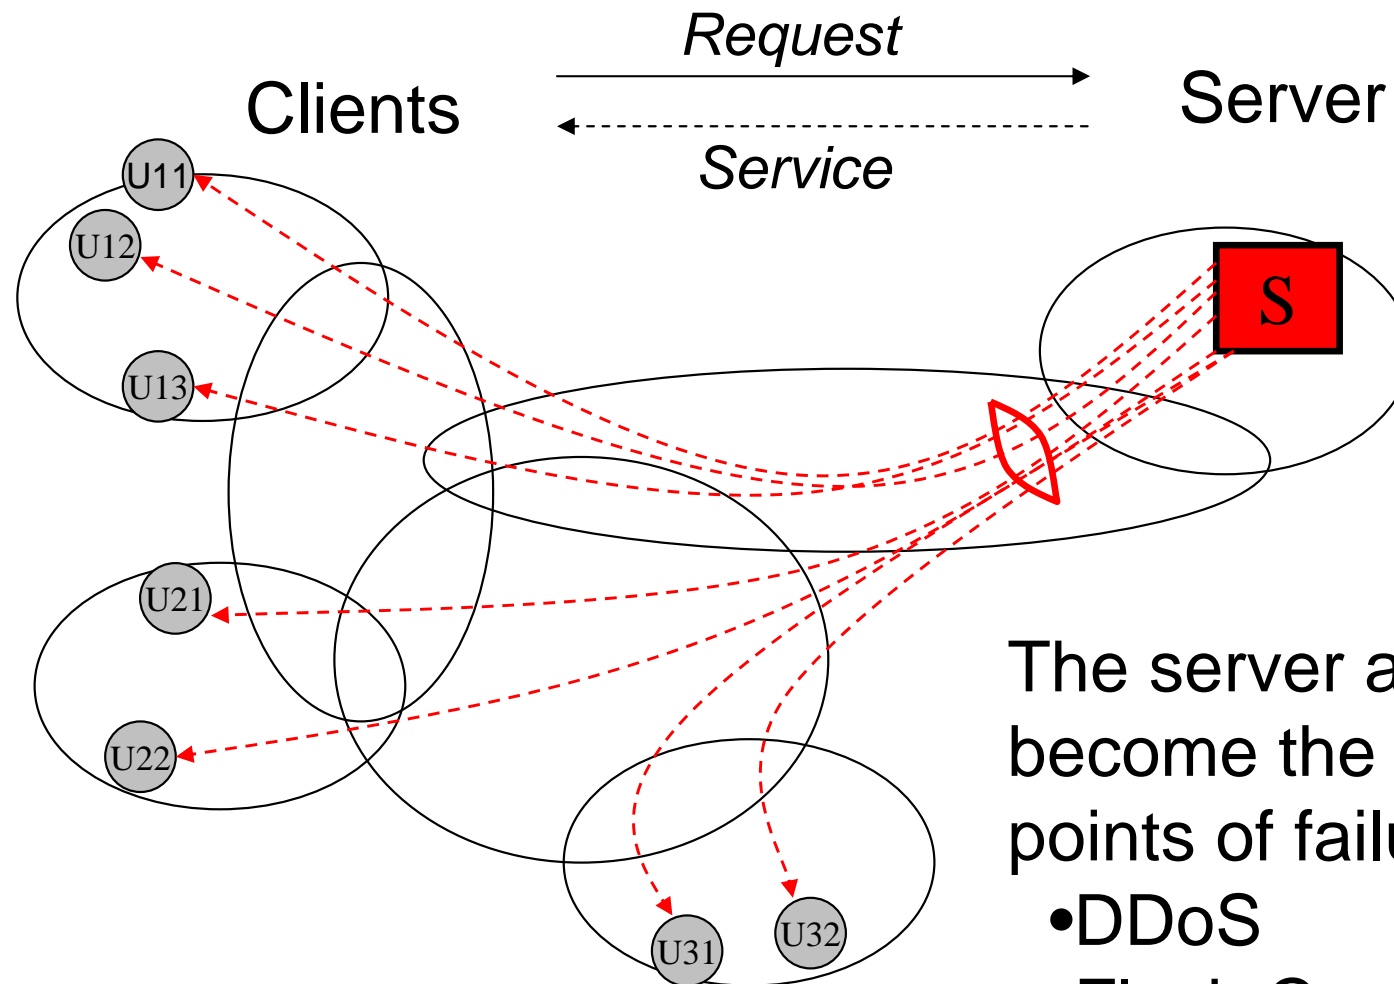 Request
Clients
Server
Service
U11
U12
S
U13
U21
The server a
become the
points of failu
U22
•DDoS
U32
U31